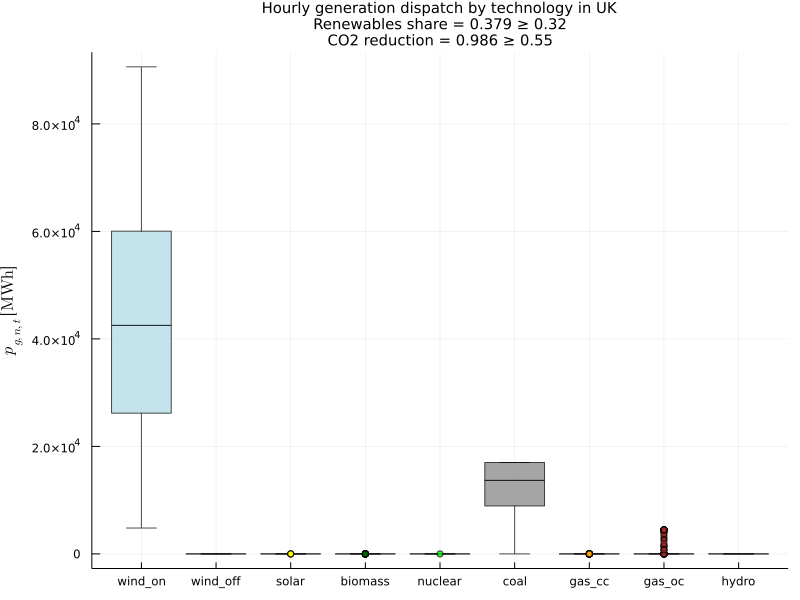 Hourly generation dispatch by technology in UK
Renewables share = 0.379 ≥ 0.32
CO2 reduction = 0.986 ≥ 0.55
p_{g,n,t} [MWh]
8.0×10⁴
6.0×10⁴
4.0×10⁴
2.0×10⁴
0
wind_on wind_off solar biomass nuclear coal gas_cc gas_oc hydro